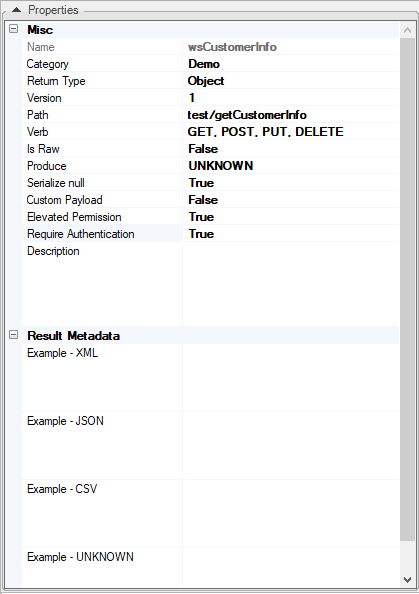 Properties
Misc
Name wsCustomerInfo
Category Demo
Return Type Object
Version 1
Path test/getCustomerInfo
Verb GET, POST, PUT, DELETE
Is Raw False
Produce UNKNOWN
Serialize null True
Custom Payload False
Elevated Permission True
Require Authentication True
Description
Result Metadata
Example - XML
Example - JSON
Example - CSV
Example - UNKNOWN